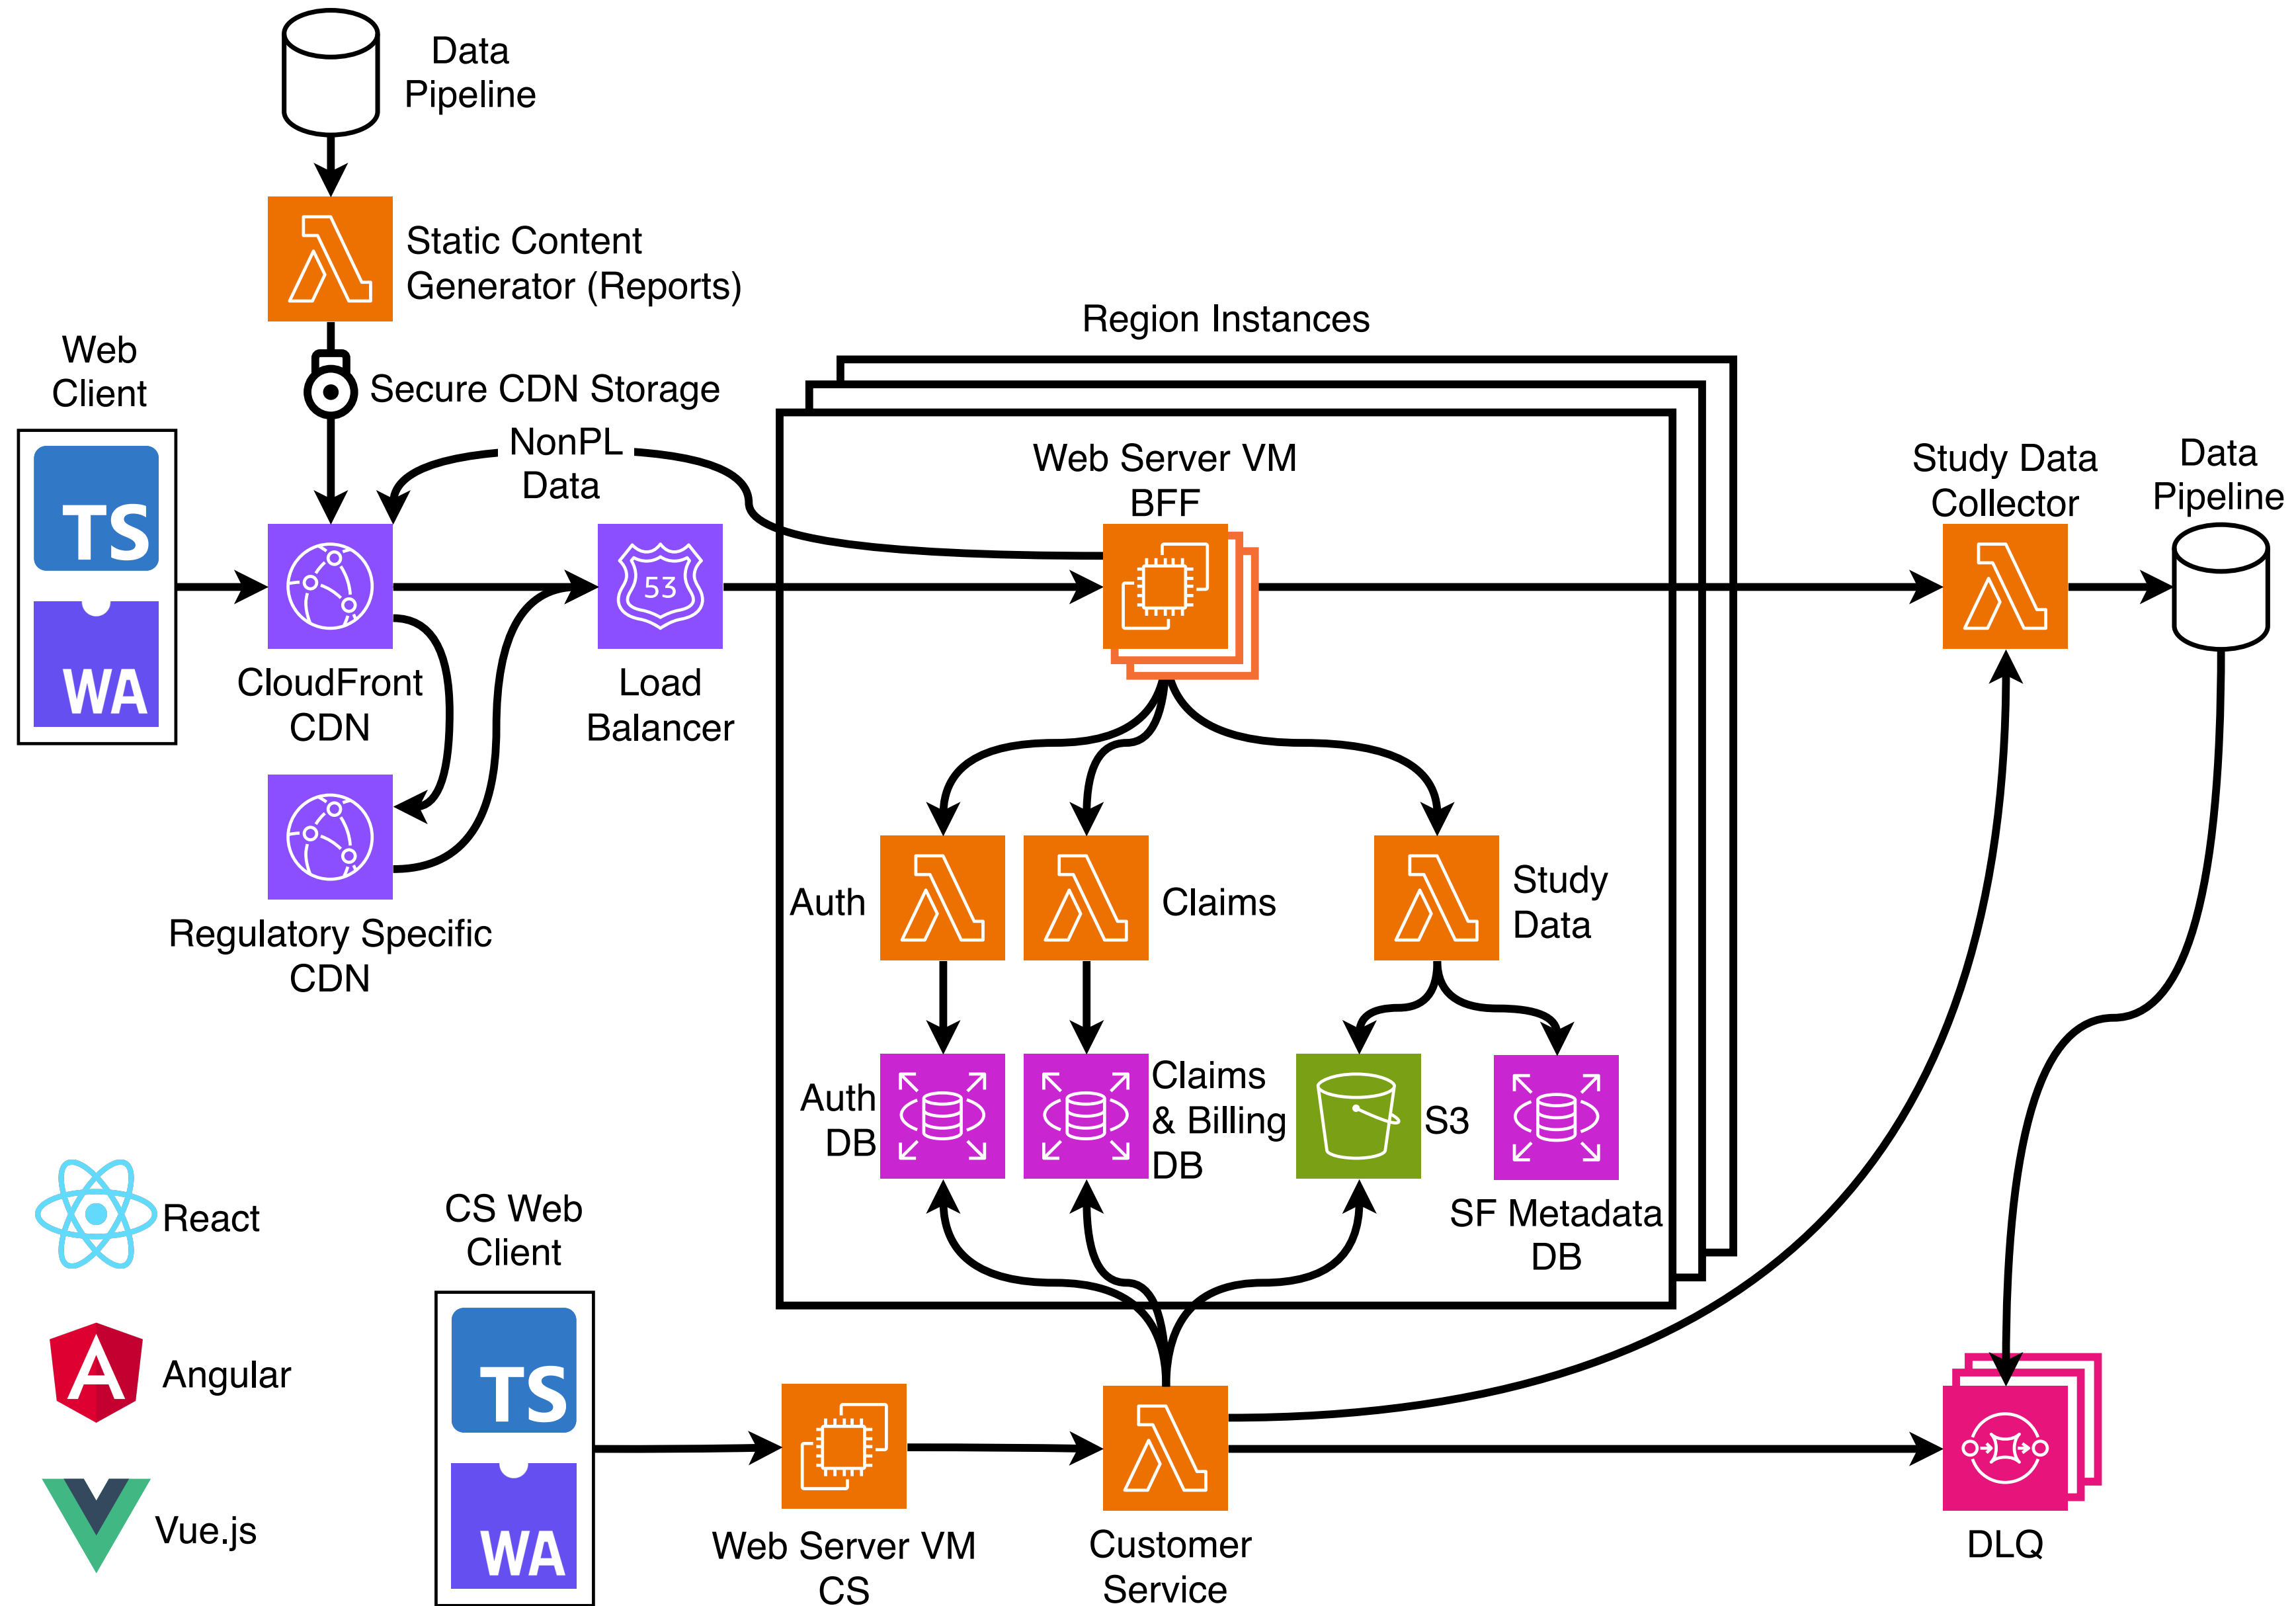 Data
Pipeline
Static Content
Generator (Reports)
Region Instances
Web
Client
Secure CDN Storage
NonPL
Data
Web Server VM
BFF
Study Data
Collector
Data
Pipeline
TS
WA
53
CloudFront
CDN
Load
Balancer
Regulatory Specific
CDN
Auth
Claims
Study
Data
Auth
DB
Claims
& Billing
DB
S3
SF Metadata
DB
React
Angular
Vue.js
CS Web
Client
TS
WA
Web Server VM
CS
Customer
Service
DLQ